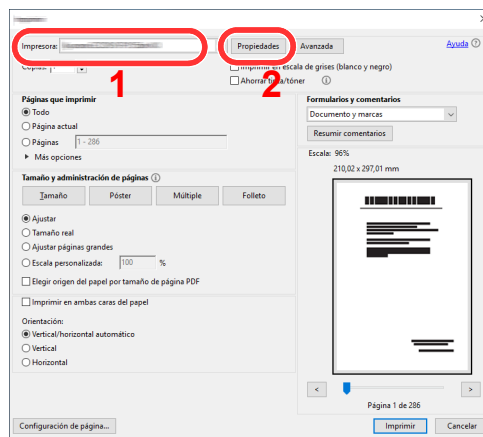 Impresora:
Propiedades
Avanzada
Ayuda
1
2
Copias:
Imprimir en escala de grises (blanco y negro)
Ahorrar tinta/tóner
Páginas que imprimir
Todo
Página actual
Páginas 1 - 286
Más opciones
Tamaño y administración de páginas
Tamaño Póster Múltiple Folleto
Ajustar
Tamaño real
Ajustar páginas grandes
Escala personalizada: 100 %
Elegir origen del papel por tamaño de página PDF
Imprimir en ambas caras del papel
Orientación:
Vertical/horizontal automático
Vertical
Horizontal
Formularios y comentarios
Documento y marcas
Resumir comentarios
Escala: 96%
210,02 x 297,01 mm
< >
Página 1 de 286
Configuración de página...
Imprimir
Cancelar